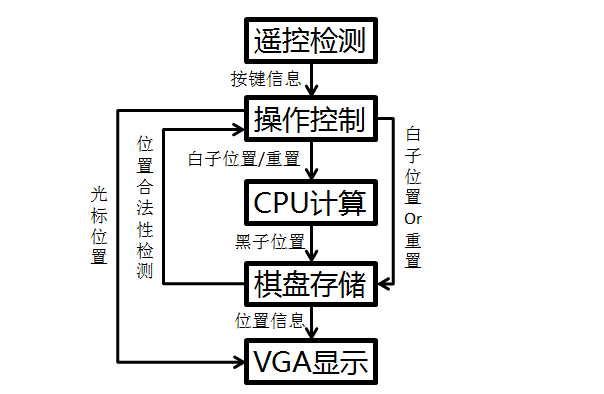 遥控检测
按键信息
操作控制
白子位置/重置
CPU计算
黑子位置
棋盘存储
位置信息
VGA显示
光标位置
位置合法性检测
白子位置Or重置